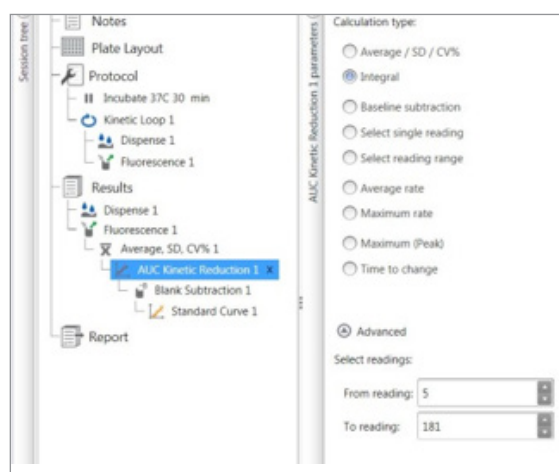 Session tree
Notes
Plate Layout
Protocol
Incubate 37C 30 min
Kinetic Loop 1
Dispense 1
Fluorescence 1
Results
Dispense 1
Fluorescence 1
Average, SD, CV% 1
AUC Kinetic Reduction 1 X
Blank Subtraction 1
Standard Curve 1
Report
AUC Kinetic Reduction 1 parameters
Calculation type:
Average / SD / CV%
Integral
Baseline subtraction
Select single reading
Select reading range
Average rate
Maximum rate
Maximum (Peak)
Time to change
Advanced
Select readings:
From reading: 5
To reading: 181